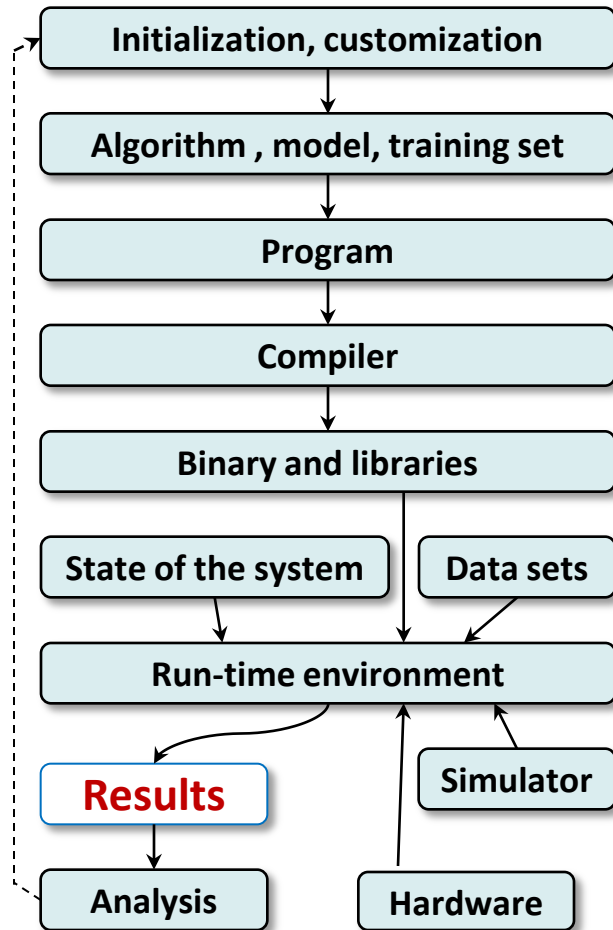 Initialization, customization
Algorithm , model, training set
Program
Compiler
Binary and libraries
State of the system
Data sets
Run-time environment
Results
Simulator
Analysis
Hardware